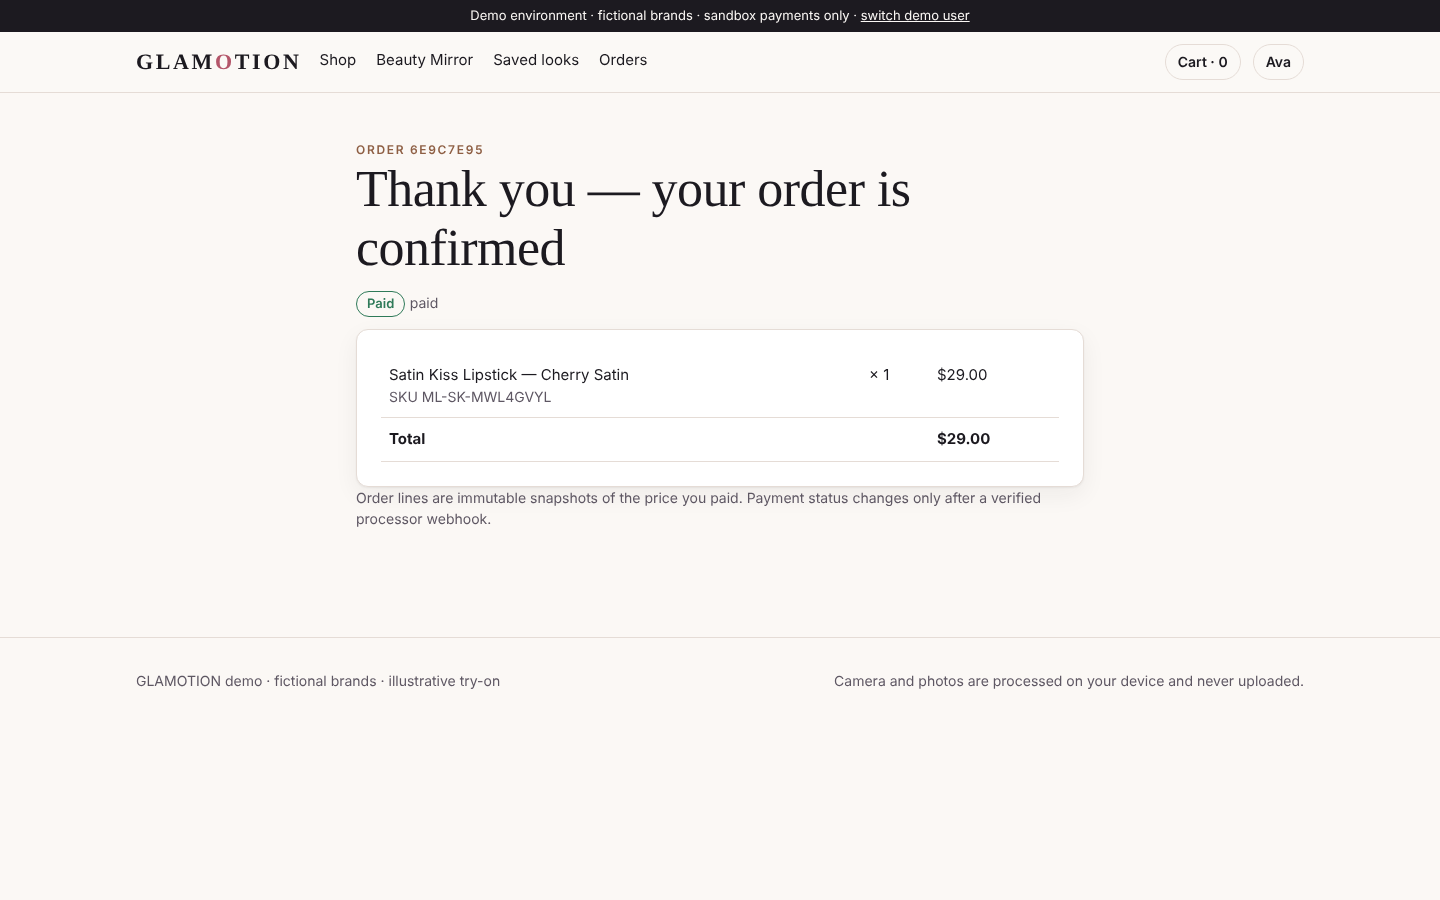 Demo environment · fictional brands · sandbox payments only · switch demo user
GLAMOTION Shop Beauty Mirror Saved looks Orders Cart · 0 Ava
ORDER 6E9C7E95
Thank you — your order is
confirmed
Paid paid
Satin Kiss Lipstick — Cherry Satin × 1 $29.00
SKU ML-SK-MWL4GVYL
Total $29.00
Order lines are immutable snapshots of the price you paid. Payment status changes only after a verified
processor webhook.
GLAMOTION demo · fictional brands · illustrative try-on Camera and photos are processed on your device and never uploaded.